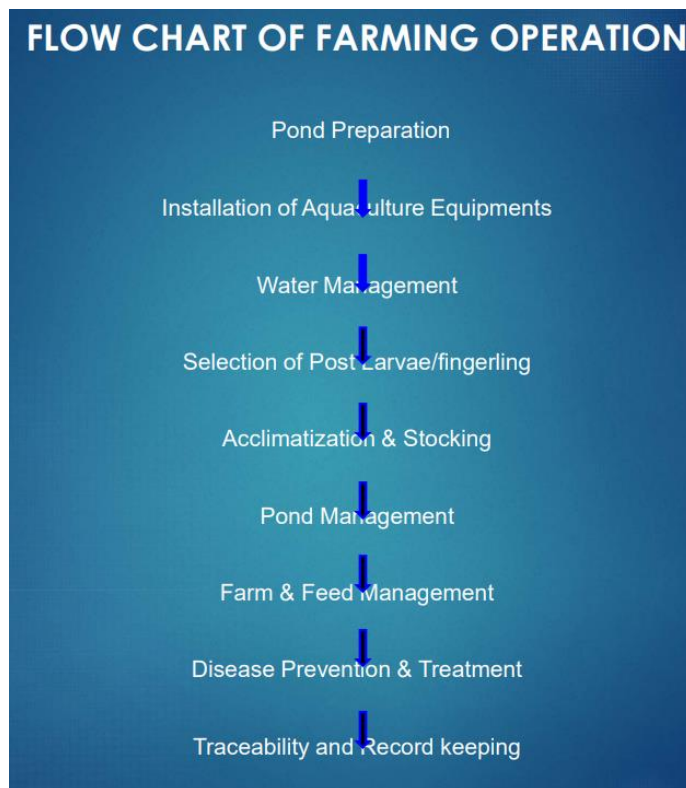 FLOW CHART OF FARMING OPERATION
Pond Preparation
Installation of Aquaculture Equipments
Water Management
Selection of Post Larvae/fingerling
Acclimatization & Stocking
Pond Management
Farm & Feed Management
Disease Prevention & Treatment
Traceability and Record keeping